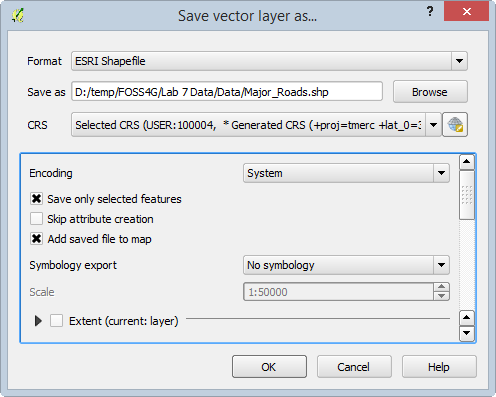 Save vector layer as...
? X
Format ESRI Shapefile
Save as D:/temp/FOSS4G/Lab 7 Data/Data/Major_Roads.shp Browse
CRS Selected CRS (USER:100004, * Generated CRS (+proj=tmerc +lat_0=3
Encoding System
Save only selected features
Skip attribute creation
Add saved file to map
Symbology export No symbology
Scale 1:50000
Extent (current: layer)
OK Cancel Help